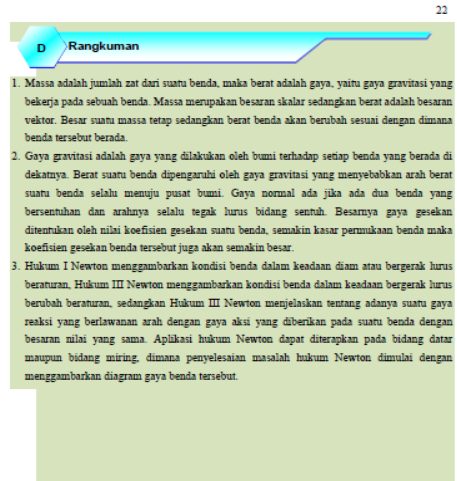 22
D Rangkuman
1. Massa adalah jumlah zat dari suatu benda, maka berat adalah gaya, yaitu gaya gravitasi yang
bekerja pada sebuah benda. Massa merupakan besaran skalar sedangkan berat adalah besaran
vektor. Besar suatu massa tetap sedangkan berat benda akan berubah sesuai dengan dimana
benda tersebut berada.
2. Gaya gravitasi adalah gaya yang dilakukan oleh bumi terhadap setiap benda yang berada di
dekatnya. Berat suatu benda dipengaruhi oleh gaya gravitasi yang menyebabkan arah berat
suatu benda selalu menuju pusat bumi. Gaya normal ada jika ada dua benda yang
bersentuhan dan arahnya selalu tegak lurus bidang sentuh. Besarnya gaya gesekan
ditentukan oleh nilai koefisien gesekan suatu benda, semakin kasar permukaan benda maka
koefisien gesekan benda tersebut juga akan semakin besar.
3. Hukum I Newton menggambarkan kondisi benda dalam keadaan diam atau bergerak lurus
beraturan, Hukum III Newton menggambarkan kondisi benda dalam keadaan bergerak lurus
berubah beraturan, sedangkan Hukum III Newton menjelaskan tentang adanya suatu gaya
reaksi yang berlawanan arah dengan gaya aksi yang diberikan pada suatu benda dengan
besaran nilai yang sama. Aplikasi hukum Newton dapat diterapkan pada bidang datar
maupun bidang miring, dimana penyelesaian masalah hukum Newton dimulai dengan
menggambarkan diagram gaya benda tersebut.